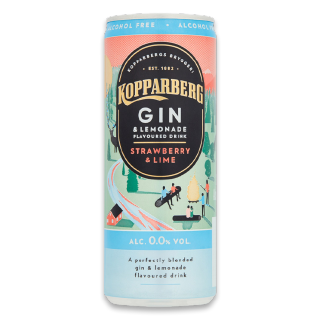 ALCOHOL FREE • ALCOHOL
KOPPARBERGS BRYGGERI
• EST. 1882 •
KOPPARBERG
GIN
& LEMONADE
FLAVOURED DRINK
STRAWBERRY
& LIME
ALC. 0.0% VOL.
A perfectly blended
gin & lemonade
flavoured drink